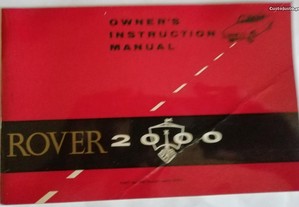 OWNER'S
INSTRUCTION
MANUAL
ROVER 2000